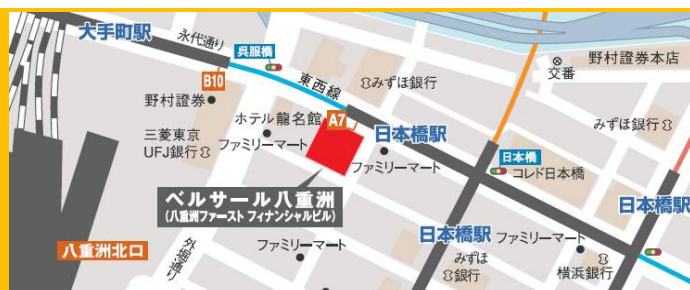 大手町駅
永代通り
呉服橋
B10
東西線
みずほ銀行
交番
野村證券本店
野村證券
ホテル龍名館
A7
日本橋駅
みずほ銀行
三菱東京
UFJ銀行
ファミリーマート
ファミリーマート
日本橋
コレド日本橋
ベルサール八重洲
(八重洲ファースト フィナンシャルビル)
日本橋駅
日本橋駅
八重洲北口
外堀通り
ファミリーマート
みずほ
銀行
ファミリーマート
横浜銀行